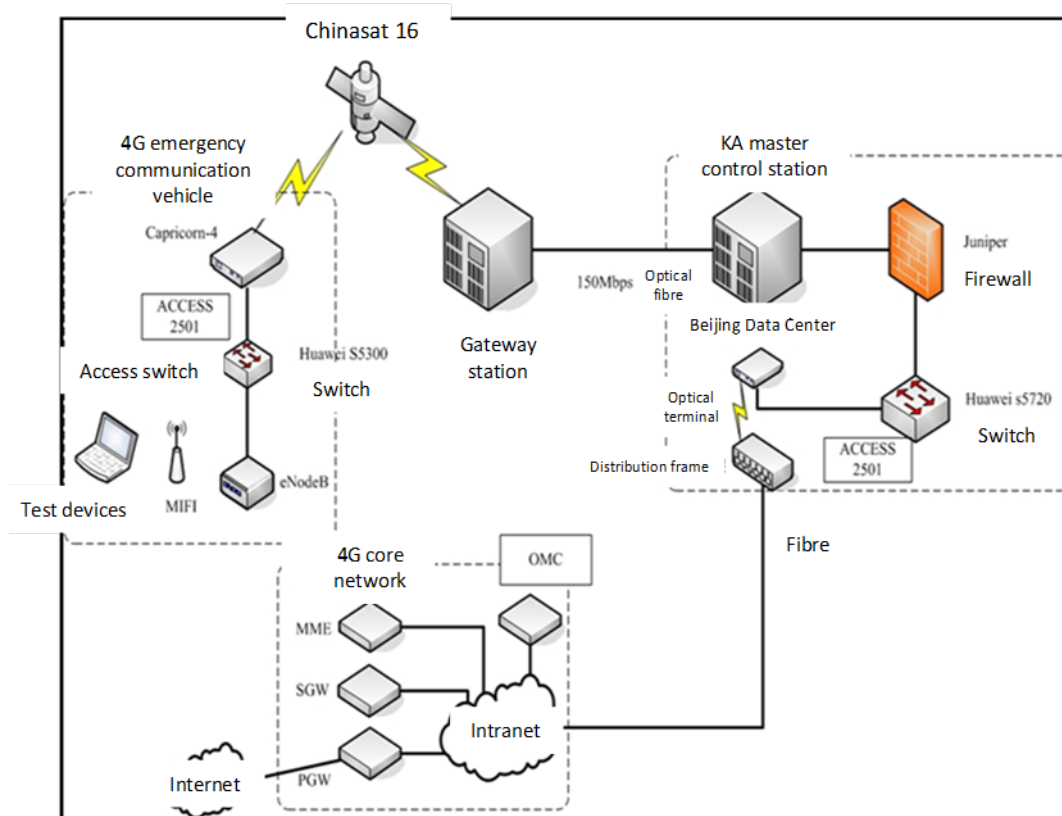 Chinasat 16
4G emergency
communication
vehicle
KA master
control station
Capricorn-4
Juniper
Firewall
150Mbps
Optical
fibre
ACCESS
2501
Beijing Data Center
Gateway
station
Huawei S5300
Access switch
Switch
Optical
terminal
Huawei s5720
Switch
ACCESS
2501
Distribution frame
eNodeB
MIFI
Test devices
Fibre
4G core
network
OMC
MME
SGW
Intranet
PGW
Internet